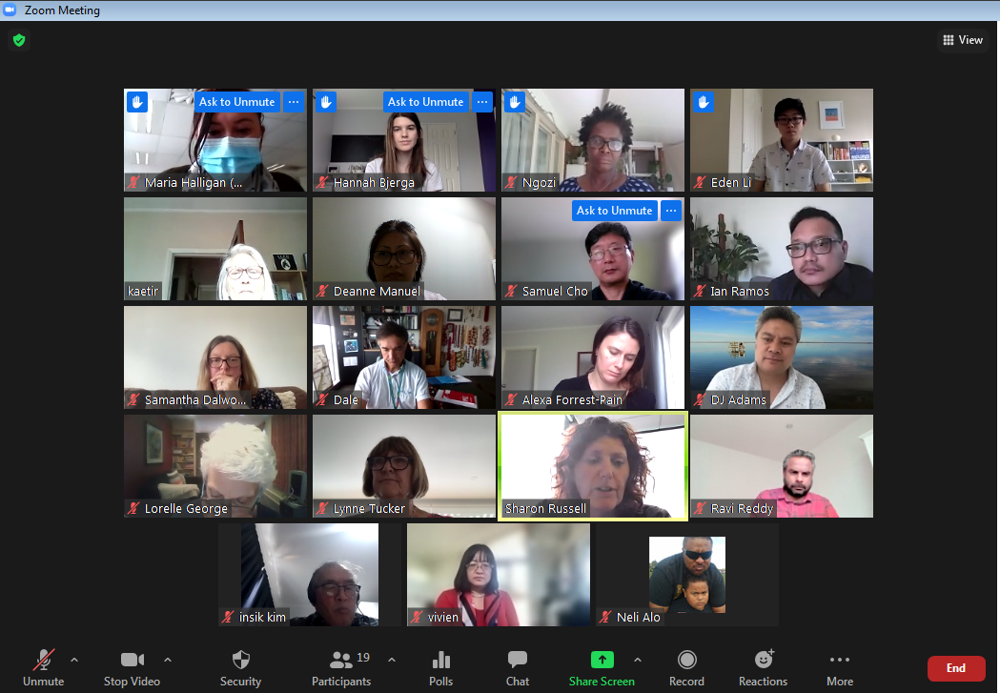 Zoom Meeting
View
Ask to Unmute
Maria Halligan (...
Ask to Unmute
Hannah Bjerga
Ngozi
Eden Li
kaetir
Deanne Manuel
Ask to Unmute
Samuel Cho
Ian Ramos
Samantha Dalwo...
Dale
Alexa Forrest-Pain
DJ Adams
Lorelle George
Lynne Tucker
Sharon Russell
Ravi Reddy
insik kim
vivien
Neli Alo
Unmute
Stop Video
Security
19
Participants
Polls
Chat
Share Screen
Record
Reactions
More
End